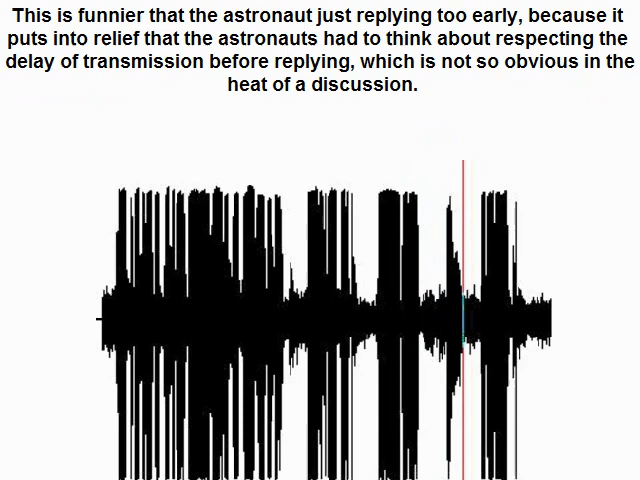 This is funnier that the astronaut just replying too early, because it
puts into relief that the astronauts had to think about respecting the
delay of transmission before replying, which is not so obvious in the
heat of a discussion.